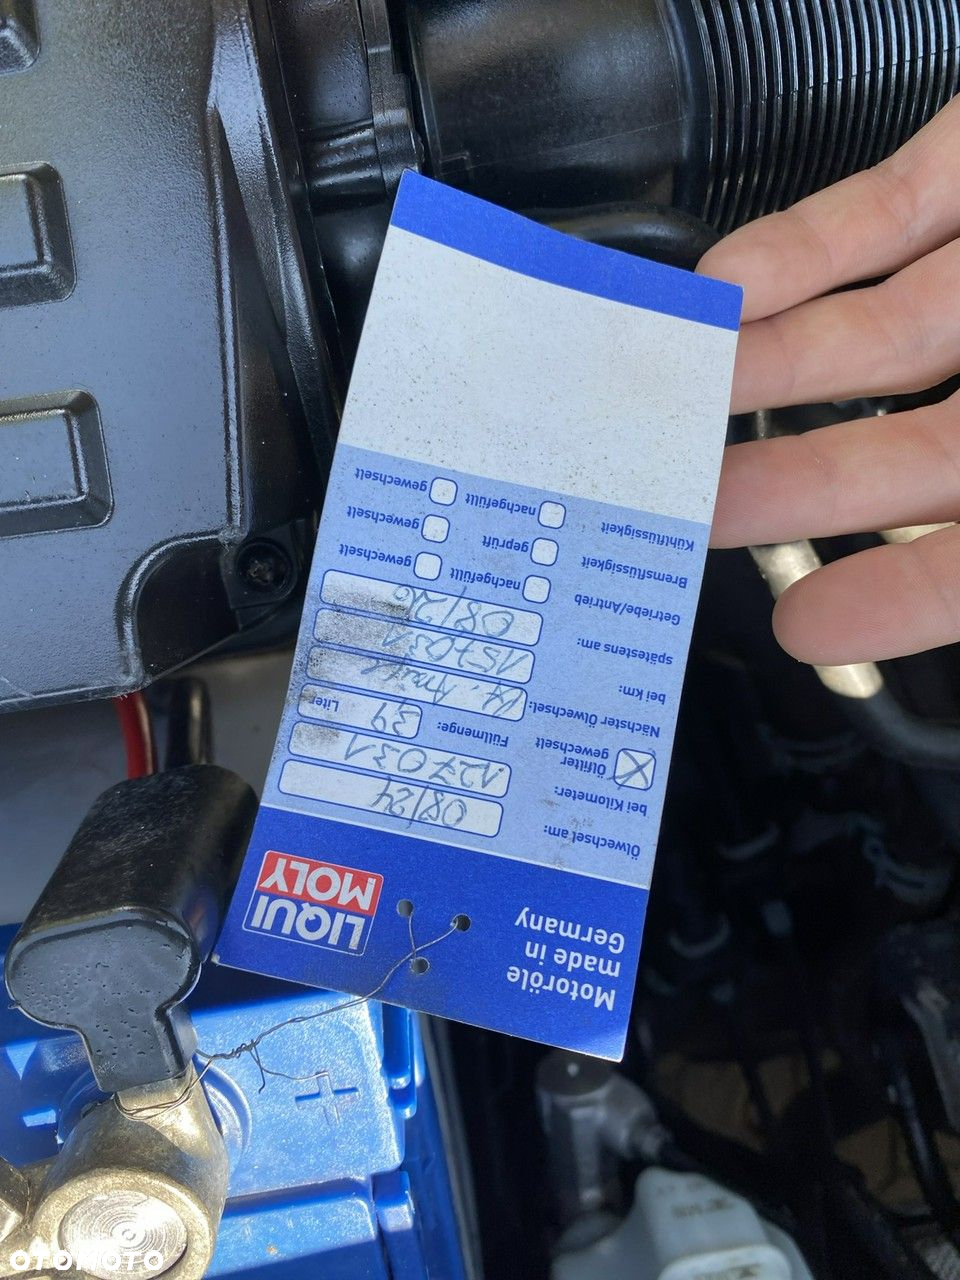 Motoröle
made in
Germany
LIQUI
MOLY
Ölwechsel am: 08/24
bei Kilometer: 127031
Ölfilter
gewechselt
Füllmenge: 3,9 Liter
Nächster Ölwechsel:
bei km: 157031
spätestens am: 08/26
Getriebe/Antrieb nachgefüllt gewechselt
Bremsflüssigkeit geprüft gewechselt
Kühlflüssigkeit nachgefüllt gewechselt
+
OTOMOTO